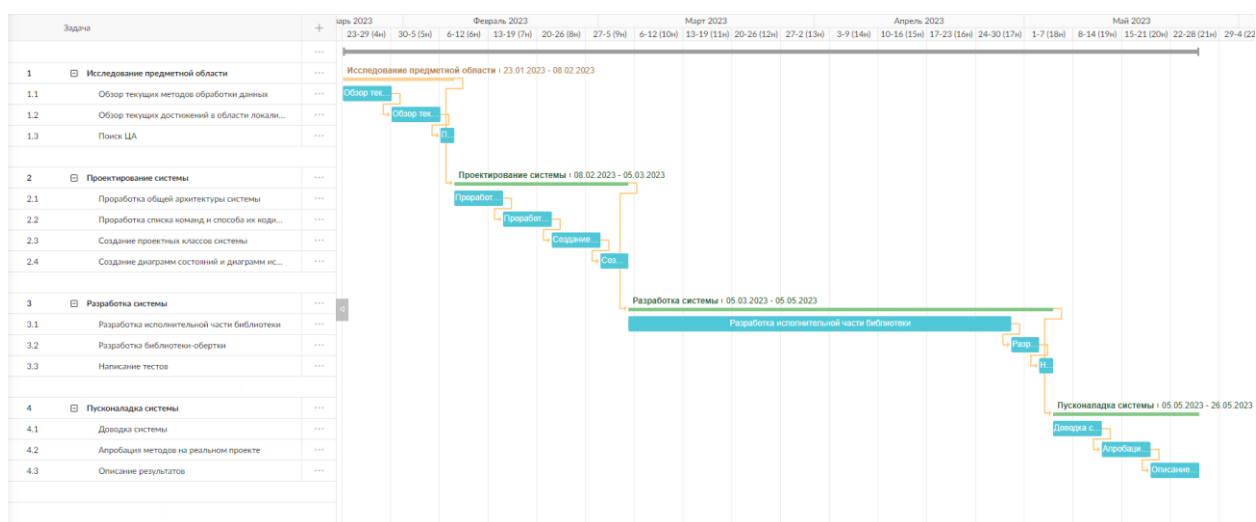 Задача
+
варь 2023 Февраль 2023 Март 2023 Апрель 2023 Май 2023
23-29 (4н) 30-5 (5н) 6-12 (6н) 13-19 (7н) 20-26 (8н) 27-5 (9н) 6-12 (10н) 13-19 (11н) 20-26 (12н) 27-2 (13н) 3-9 (14н) 10-16 (15н) 17-23 (16н) 24-30 (17н) 1-7 (18н) 8-14 (19н) 15-21 (20н) 22-28 (21н) 29-4 (22
1 Исследование предметной области ... Исследование предметной области 23.01.2023 - 08.02.2023
1.1 Обзор текущих методов обработки данных ... Обзор тек...
1.2 Обзор текущих достижений в области локали... ... Обзор тек...
1.3 Поиск ЦА ... П...
2 Проектирование системы ... Проектирование системы 08.02.2023 - 05.03.2023
2.1 Проработка общей архитектуры системы ... Проработ...
2.2 Проработка списка команд и способа их коди... ... Проработ...
2.3 Создание проектных классов системы ... Создание...
2.4 Создание диаграмм состояний и диаграмм ис... ... Соз...
3 Разработка системы ... Разработка системы 05.03.2023 - 05.05.2023
3.1 Разработка исполнительной части библиотеки ... Разработка исполнительной части библиотеки
3.2 Разработка библиотеки-обертки ... Разр...
3.3 Написание тестов ... Н...
4 Пусконаладка системы ... Пусконаладка системы 05.05.2023 - 26.05.2023
4.1 Доводка системы ... Доводка с...
4.2 Апробация методов на реальном проекте ... Апробаци...
4.3 Описание результатов ... Описание...